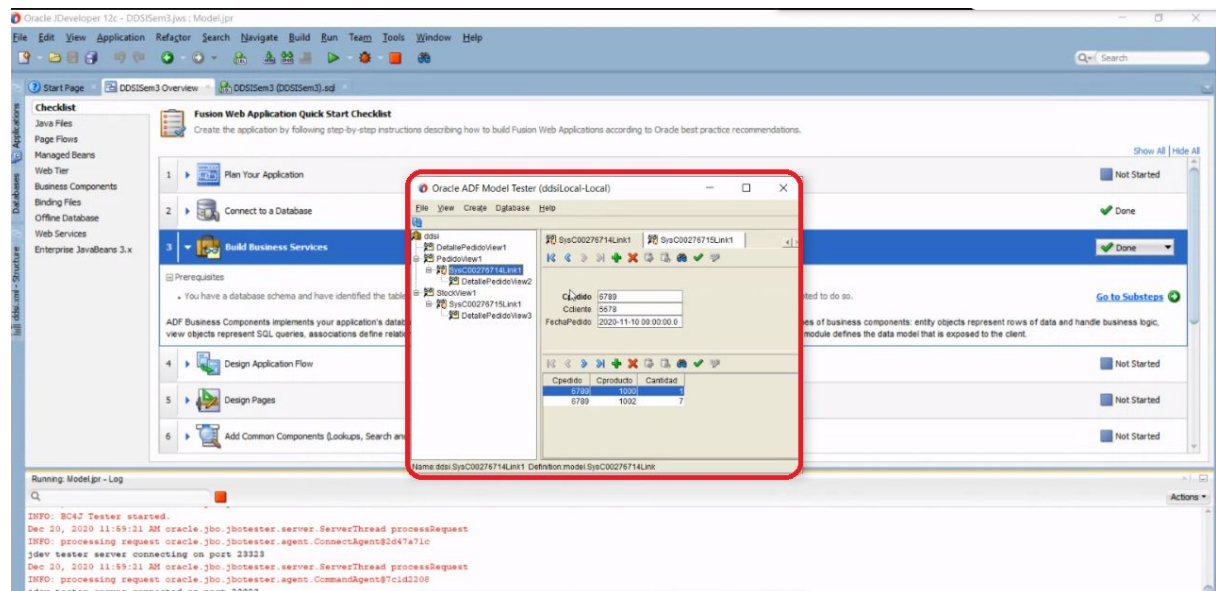 Oracle JDeveloper 12c - DDSISem3.jws : Model.jpr
File Edit View Application Refactor Search Navigate Build Run Team Tools Window Help
Search
Start Page DDSISem3 Overview DDSISem3 (DDSISem3).sql
Applications
Databases
Structure
ddsi.xml -
Checklist
Java Files
Page Flows
Managed Beans
Web Tier
Business Components
Binding Files
Offline Database
Web Services
Enterprise JavaBeans 3.x
Fusion Web Application Quick Start Checklist
Create the application by following step-by-step instructions describing how to build Fusion Web Applications according to Oracle best practice recommendations.
Show All | Hide All
1 Plan Your Application Not Started
2 Connect to a Database Done
3 Build Business Services Done
Prerequisites
You have a database schema and have identified the table
ted to do so.
Go to Substeps
ADF Business Components implements your application's datab
es of business components: entity objects represent rows of data and handle business logic,
view objects represent SQL queries, associations define relatio
module defines the data model that is exposed to the client.
4 Design Application Flow Not Started
5 Design Pages Not Started
6 Add Common Components (Lookups, Search an Not Started
Oracle ADF Model Tester (ddsiLocal-Local)
File View Create Database Help
ddsi
DetallePedidoView1
PedidoView1
SysC00276714Link1
DetallePedidoView2
StockView1
SysC00276715Link1
DetallePedidoView3
SysC00276714Link1 SysC00276715Link1
6789
Ccliente 5678
FechaPedido 2020-11-10 00:00:00.0
Cpedido Cproducto Cantidad
6789 1000 1
6789 1002 7
Name:ddsi.SysC00276714Link1 Definition:model.SysC00276714Link
Running: Model.jpr - Log
Actions
INFO: BC4J Tester started.
Dec 20, 2020 11:59:21 AM oracle.jbo.jbotester.server.ServerThread processRequest
INFO: processing request oracle.jbo.jbotester.agent.ConnectAgent@2d47a71c
jdev tester server connecting on port 23323
Dec 20, 2020 11:59:21 AM oracle.jbo.jbotester.server.ServerThread processRequest
INFO: processing request oracle.jbo.jbotester.agent.CommandAgent@7c1d2208